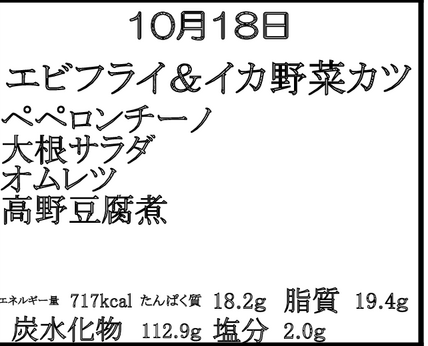 10月18日
エビフライ&イカ野菜カツ
ペペロンチーノ
大根サラダ
オムレツ
高野豆腐煮
エネルギー量 717kcal たんぱく質 18.2g 脂質 19.4g
炭水化物 112.9g 塩分 2.0g